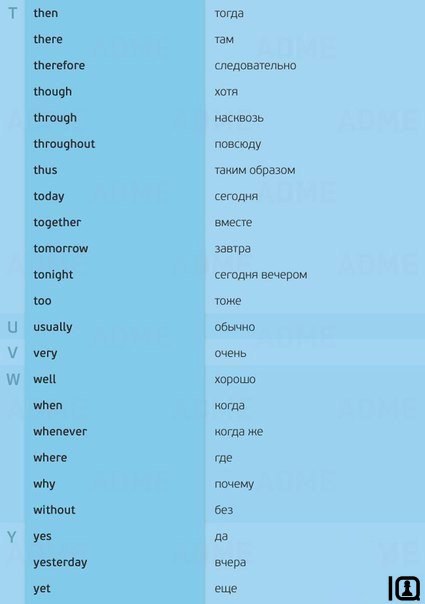 T then тогда
there там
therefore следовательно
though хотя
through насквозь
throughout повсюду
thus таким образом
today сегодня
together вместе
tomorrow завтра
tonight сегодня вечером
too тоже
U usually обычно
V very очень
W well хорошо
when когда
whenever когда же
where где
why почему
without без
Y yes да
yesterday вчера
yet еще
IQ
ADME